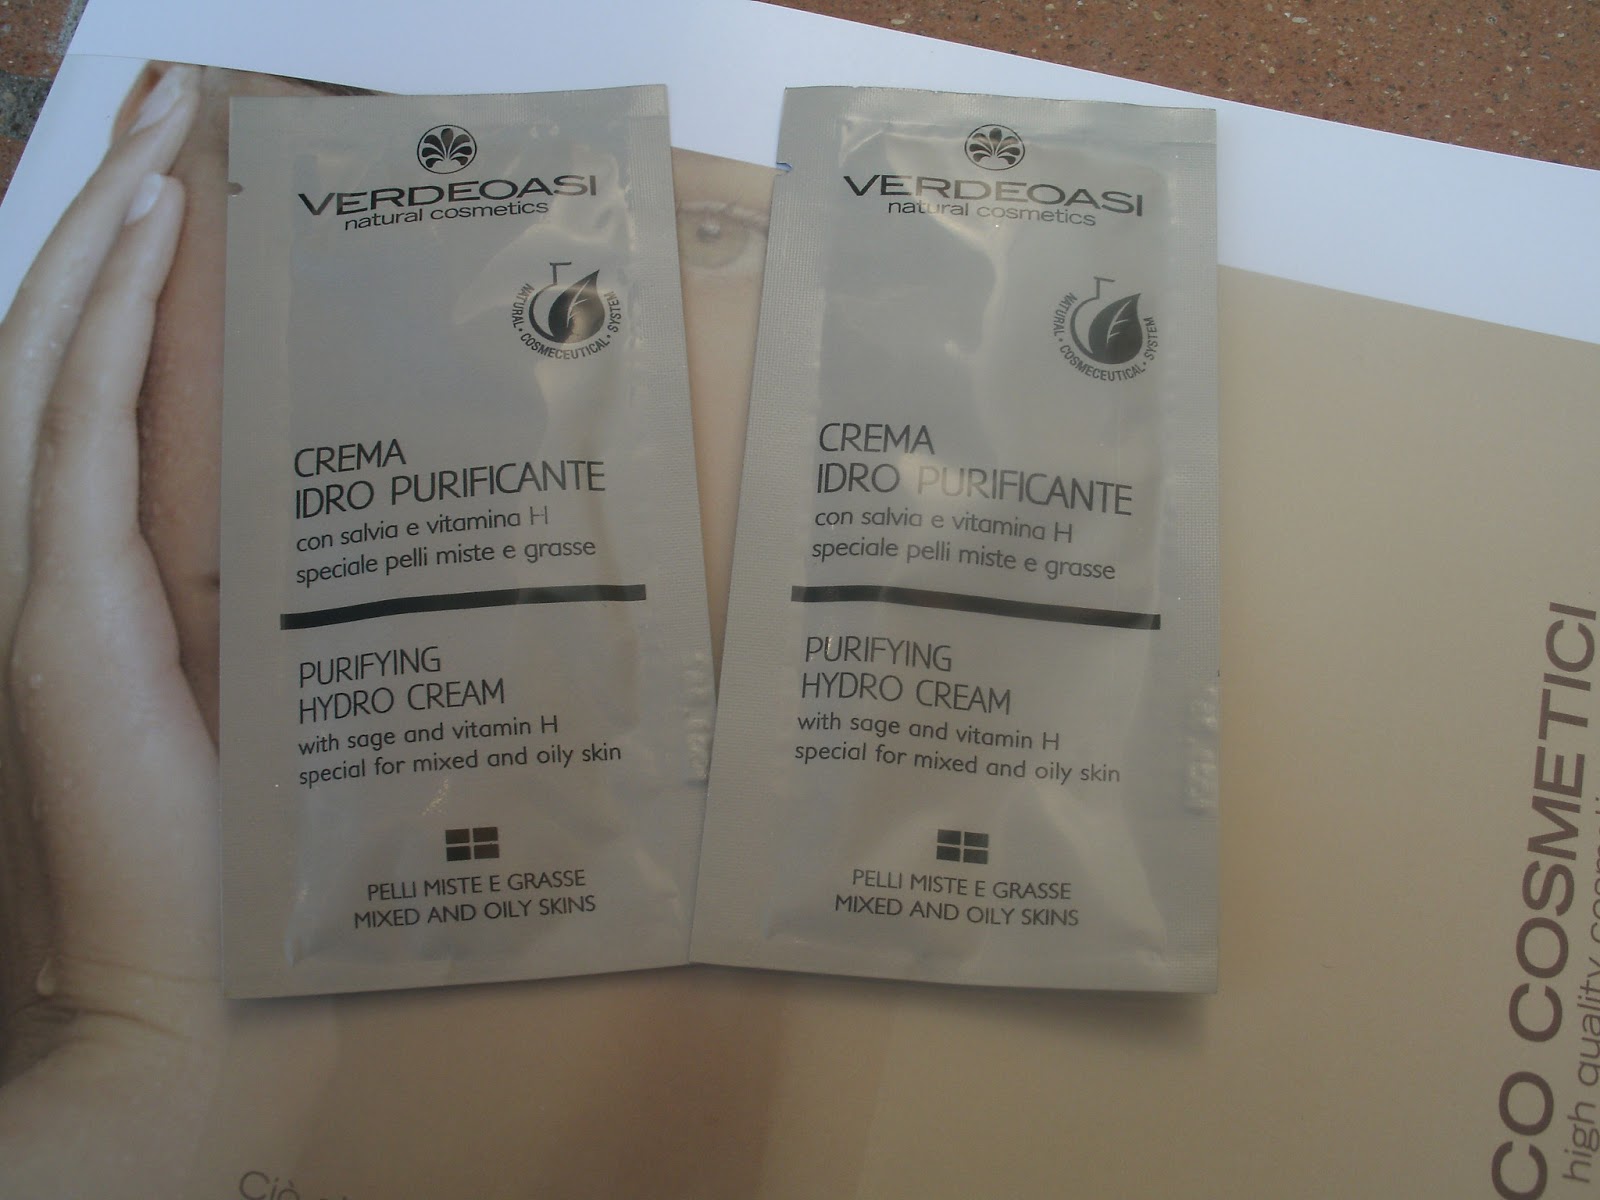 VERDEOASI
natural cosmetics
NATURAL • COSMECEUTICAL • SYSTEM
CREMA
IDRO PURIFICANTE
con salvia e vitamina H
speciale pelli miste e grasse
PURIFYING
HYDRO CREAM
with sage and vitamin H
special for mixed and oily skin
PELLI MISTE E GRASSE
MIXED AND OILY SKINS
VERDEOASI
natural cosmetics
NATURAL • COSMECEUTICAL • SYSTEM
CREMA
IDRO PURIFICANTE
con salvia e vitamina H
speciale pelli miste e grasse
PURIFYING
HYDRO CREAM
with sage and vitamin H
special for mixed and oily skin
PELLI MISTE E GRASSE
MIXED AND OILY SKINS
CO COSMETICI
high quality
Ciò